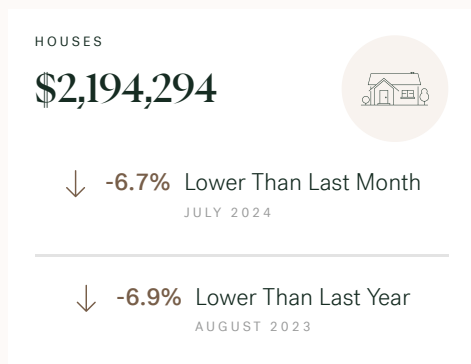 HOUSES
$2,194,294
-6.7% Lower Than Last Month
JULY 2024
-6.9% Lower Than Last Year
AUGUST 2023